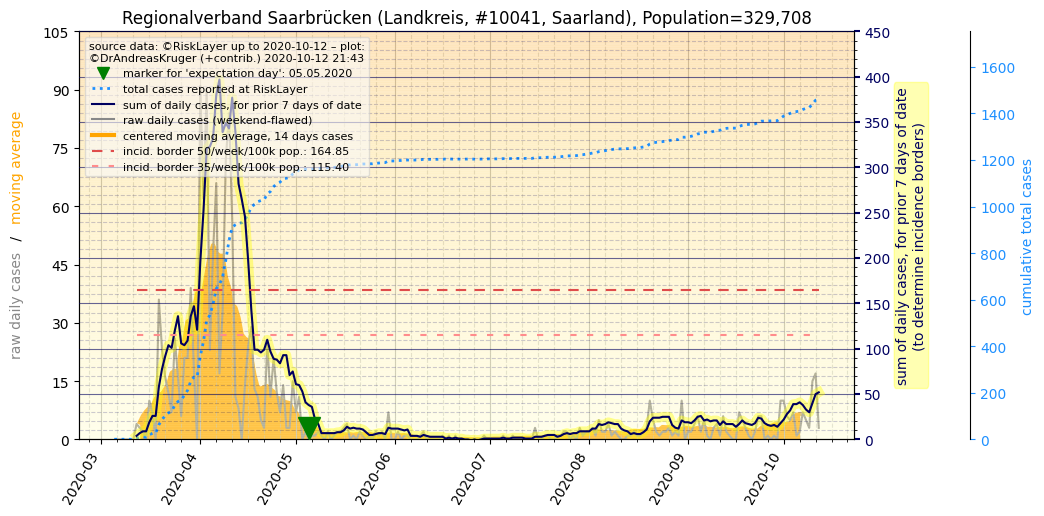 Regionalverband Saarbrücken (Landkreis, #10041, Saarland), Population=329,708
source data: ©RiskLayer up to 2020-10-12 – plot:
©DrAndreasKruger (+contrib.) 2020-10-12 21:43
marker for 'expectation day': 05.05.2020
total cases reported at RiskLayer
sum of daily cases, for prior 7 days of date
raw daily cases (weekend-flawed)
centered moving average, 14 days cases
incid. border 50/week/100k pop.: 164.85
incid. border 35/week/100k pop.: 115.40
raw daily cases / moving average
105
90
75
60
45
30
15
0
2020-03
2020-04
2020-05
2020-06
2020-07
2020-08
2020-09
2020-10
450
400
350
300
250
200
150
100
50
0
sum of daily cases, for prior 7 days of date
(to determine incidence borders)
1600
1400
1200
1000
800
600
400
200
0
cumulative total cases